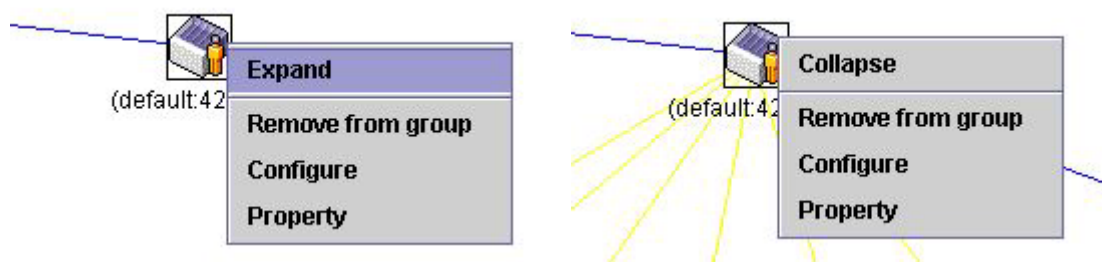 Expand
(default:42
Remove from group
Configure
Property
Collapse
(default:42
Remove from group
Configure
Property